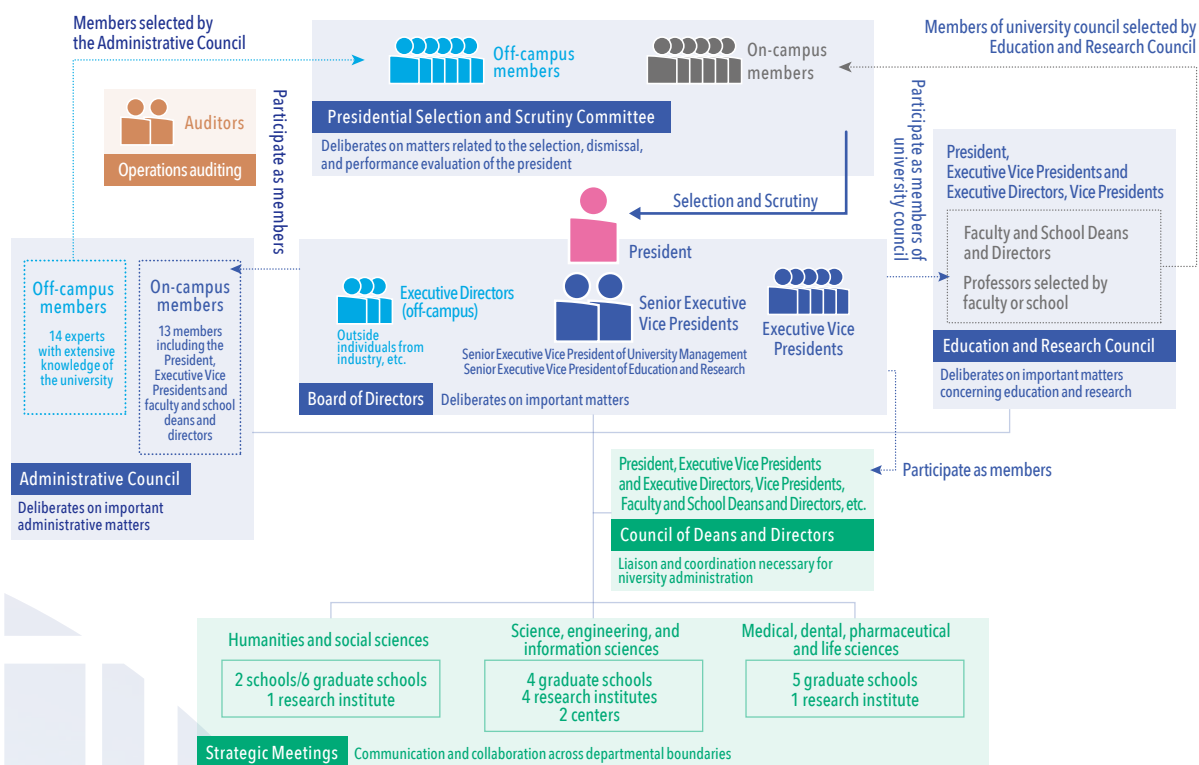 Members selected by
the Administrative Council
Members of university council selected by
Education and Research Council
Off-campus
members
On-campus
members
Presidential Selection and Scrutiny Committee
Deliberates on matters related to the selection, dismissal,
and performance evaluation of the president
Auditors
Operations auditing
Participate as
members
Participate as members of
university council
Selection and Scrutiny
President
President,
Executive Vice Presidents and
Executive Directors, Vice Presidents
Faculty and School Deans
and Directors
Professors selected by
faculty or school
Education and Research Council
Deliberates on important matters
concerning education and research
Off-campus
members
14 experts
with extensive
knowledge of
the university
On-campus
members
13 members
including the
President,
Executive Vice
Presidents and
faculty and school
deans and
directors
Administrative Council
Deliberates on important
administrative matters
Executive Directors
(off-campus)
Outside
individuals from
industry, etc.
Senior Executive
Vice Presidents
Senior Executive Vice President of University Management
Senior Executive Vice President of Education and Research
Executive Vice
Presidents
Board of Directors
Deliberates on important matters
Participate as members
President, Executive Vice Presidents
and Executive Directors, Vice Presidents,
Faculty and School Deans and Directors, etc.
Council of Deans and Directors
Liaison and coordination necessary for
niversity administration
Humanities and social sciences
2 schools/6 graduate schools
1 research institute
Science, engineering, and
information sciences
4 graduate schools
4 research institutes
2 centers
Medical, dental, pharmaceutical
and life sciences
5 graduate schools
1 research institute
Strategic Meetings
Communication and collaboration across departmental boundaries